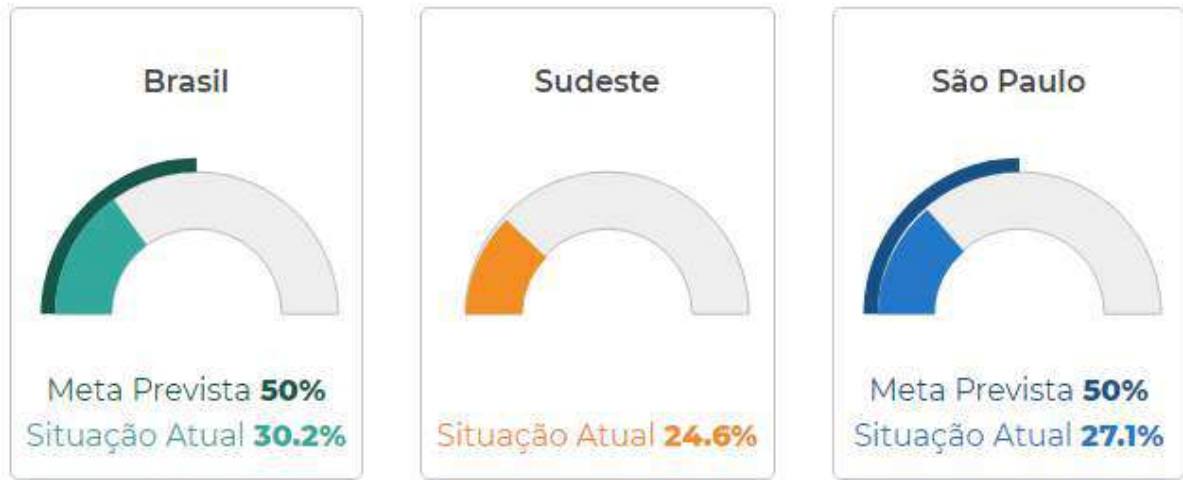 Brasil
Meta Prevista 50%
Situação Atual 30.2%
Sudeste
Situação Atual 24.6%
São Paulo
Meta Prevista 50%
Situação Atual 27.1%